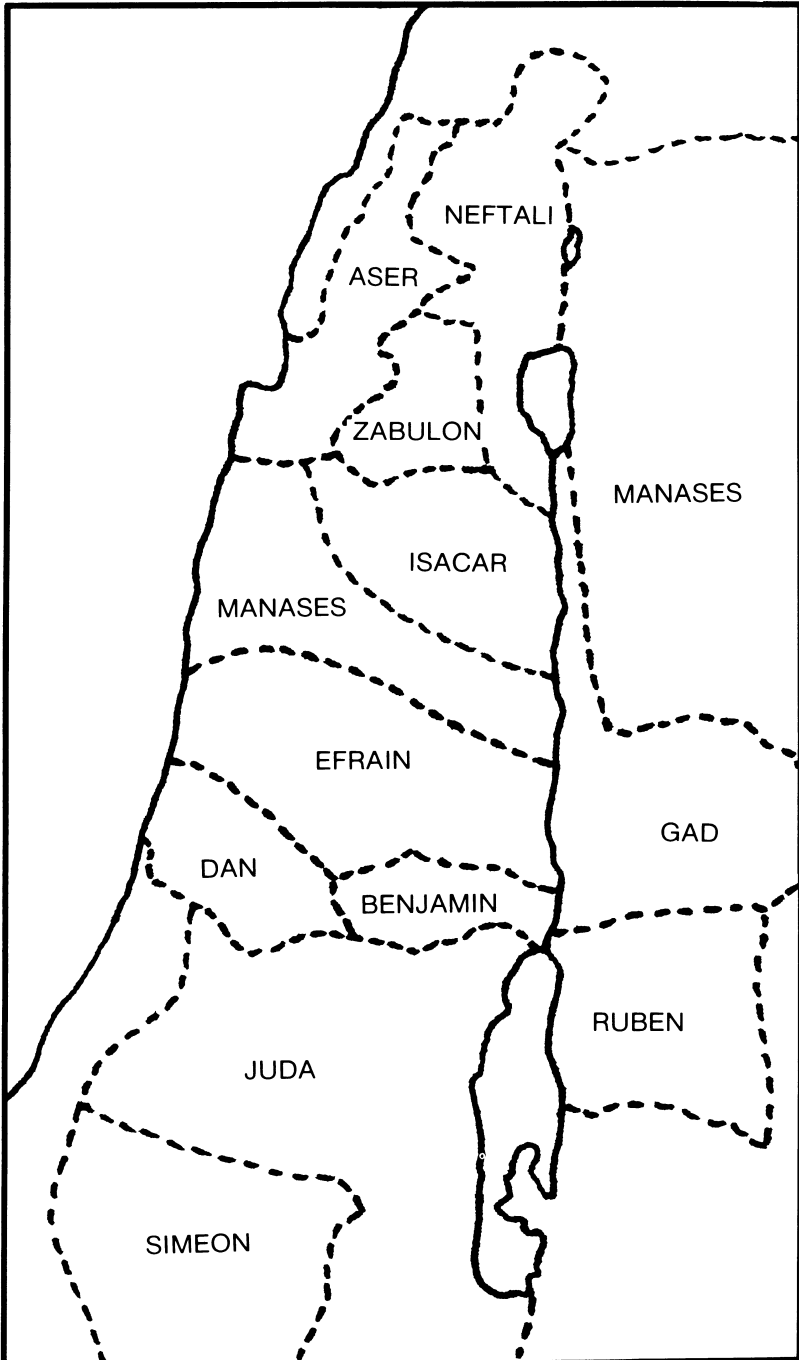 NEFTALI
ASER
ZABULON
MANASES
ISACAR
MANASES
EFRAIN
GAD
DAN
BENJAMIN
RUBEN
JUDA
SIMEON